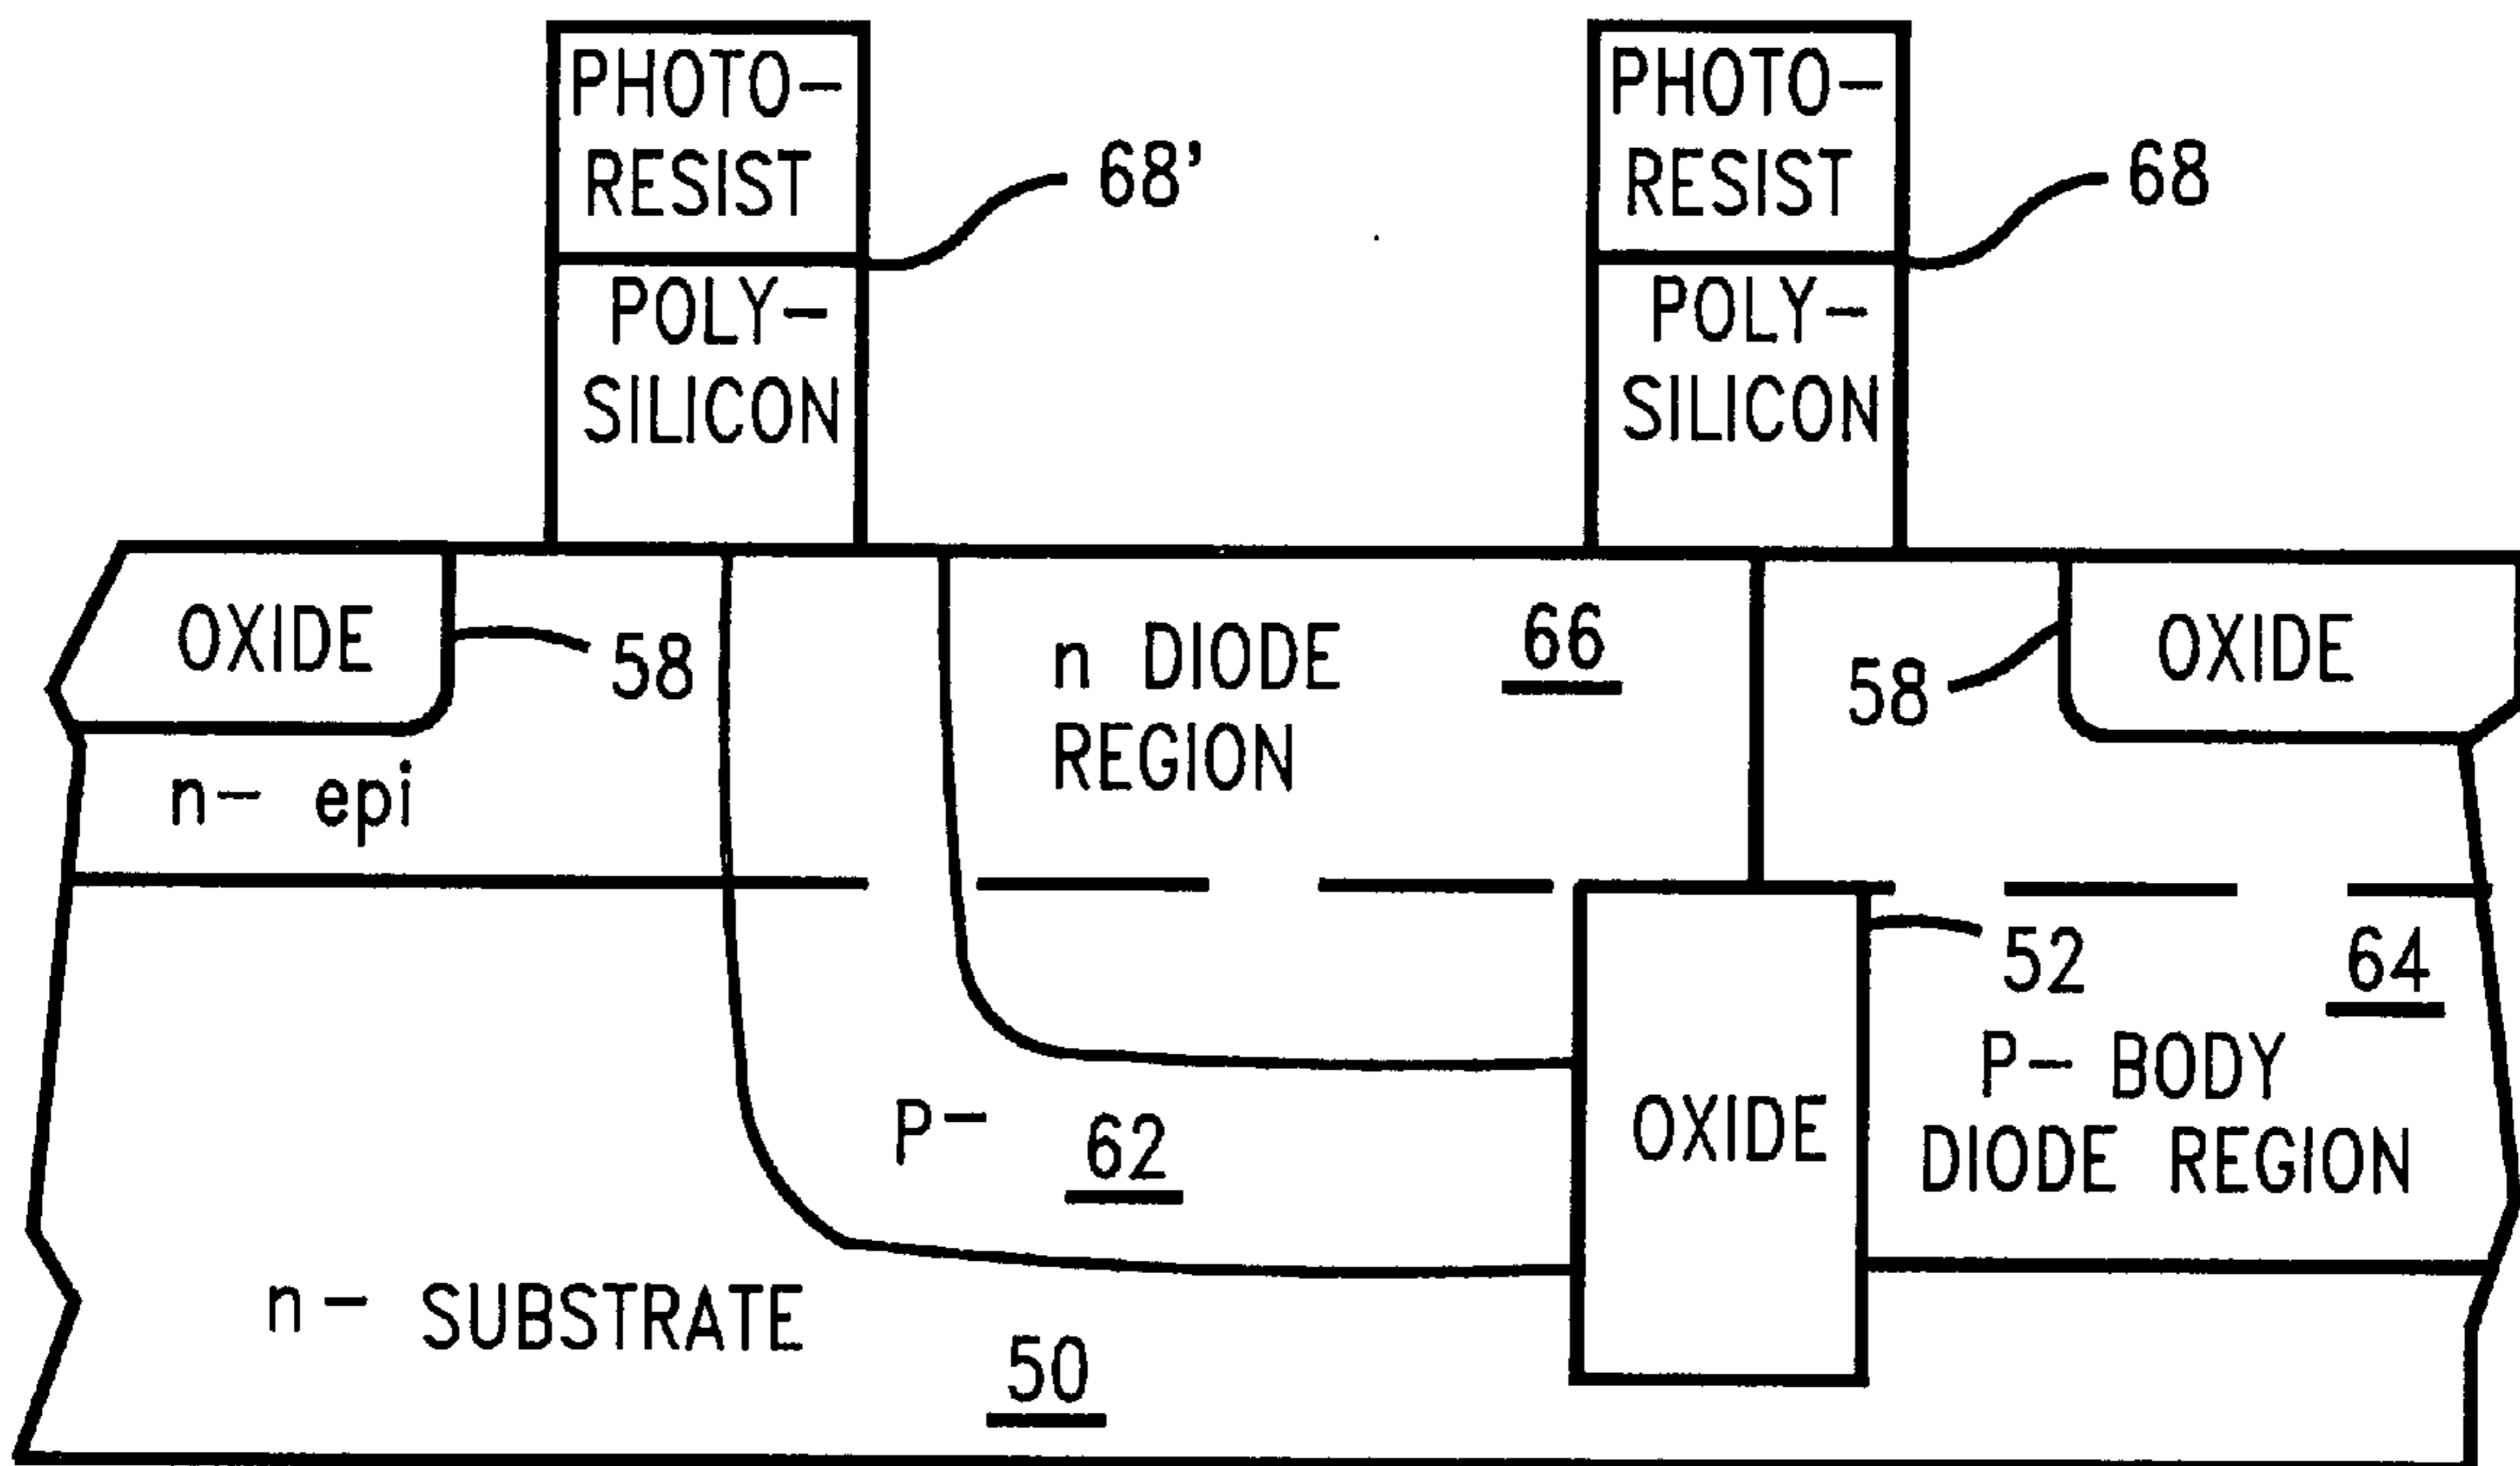 PHOTO-
RESIST
68'
POLY-
SILICON
PHOTO-
RESIST
68
POLY-
SILICON
OXIDE
58
n DIODE
REGION
66
58
OXIDE
n- epi
52
64
P- BODY
DIODE REGION
P- 62
OXIDE
n- SUBSTRATE
50